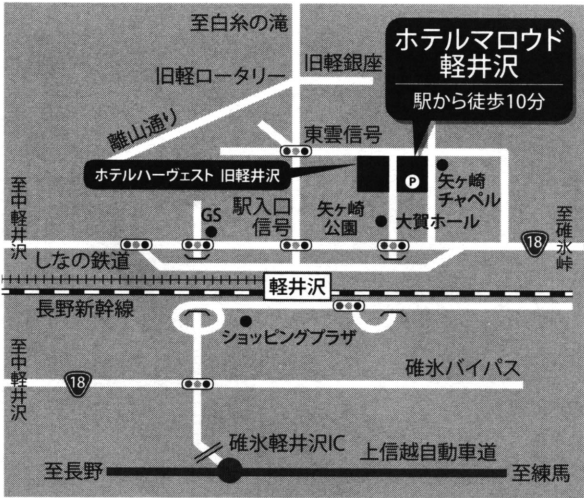 至白糸の滝
ホテルマロウド
軽井沢
駅から徒歩10分
旧軽銀座
旧軽ロータリー
離山通り
東雲信号
ホテルハーヴェスト 旧軽井沢
P
矢ヶ崎
チャペル
至中軽井沢
GS
駅入口
信号
矢ヶ崎
公園
大賀ホール
18
至碓氷峠
しなの鉄道
軽井沢
長野新幹線
ショッピングプラザ
至中軽井沢
18
碓氷バイパス
碓氷軽井沢IC
上信越自動車道
至長野
至練馬